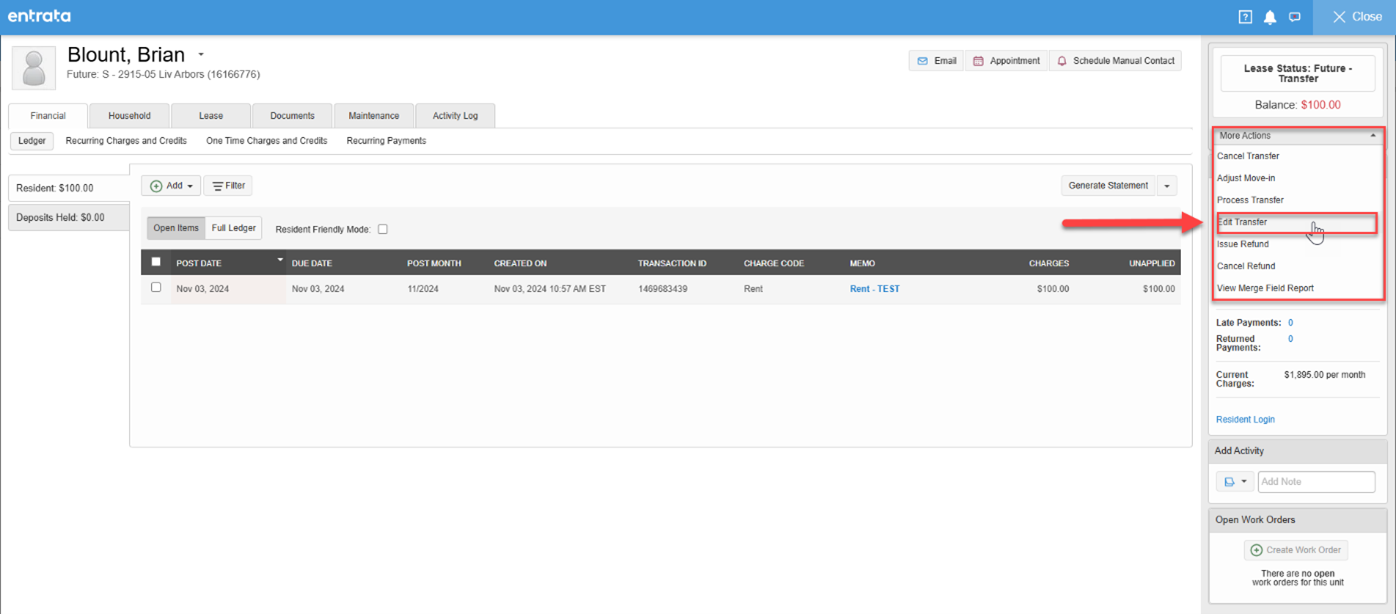 entrata
?
Close
Blount, Brian
Future: S - 2915-05 Liv Arbors (16166776)
Email
Appointment
Schedule Manual Contact
Financial
Household
Lease
Documents
Maintenance
Activity Log
Ledger
Recurring Charges and Credits
One Time Charges and Credits
Recurring Payments
Resident: $100.00
Deposits Held: $0.00
Add
Filter
Generate Statement
Open Items
Full Ledger
Resident Friendly Mode:
POST DATE DUE DATE POST MONTH CREATED ON TRANSACTION ID CHARGE CODE MEMO CHARGES UNAPPLIED
Nov 03, 2024 Nov 03, 2024 11/2024 Nov 03, 2024 10:57 AM EST 1469683439 Rent Rent - TEST $100.00 $100.00
Lease Status: Future -
Transfer
Balance: $100.00
More Actions
Cancel Transfer
Adjust Move-in
Process Transfer
Edit Transfer
Issue Refund
Cancel Refund
View Merge Field Report
Late Payments: 0
Returned 0
Payments:
Current $1,895.00 per month
Charges:
Resident Login
Add Activity
Add Note
Open Work Orders
Create Work Order
There are no open
work orders for this unit